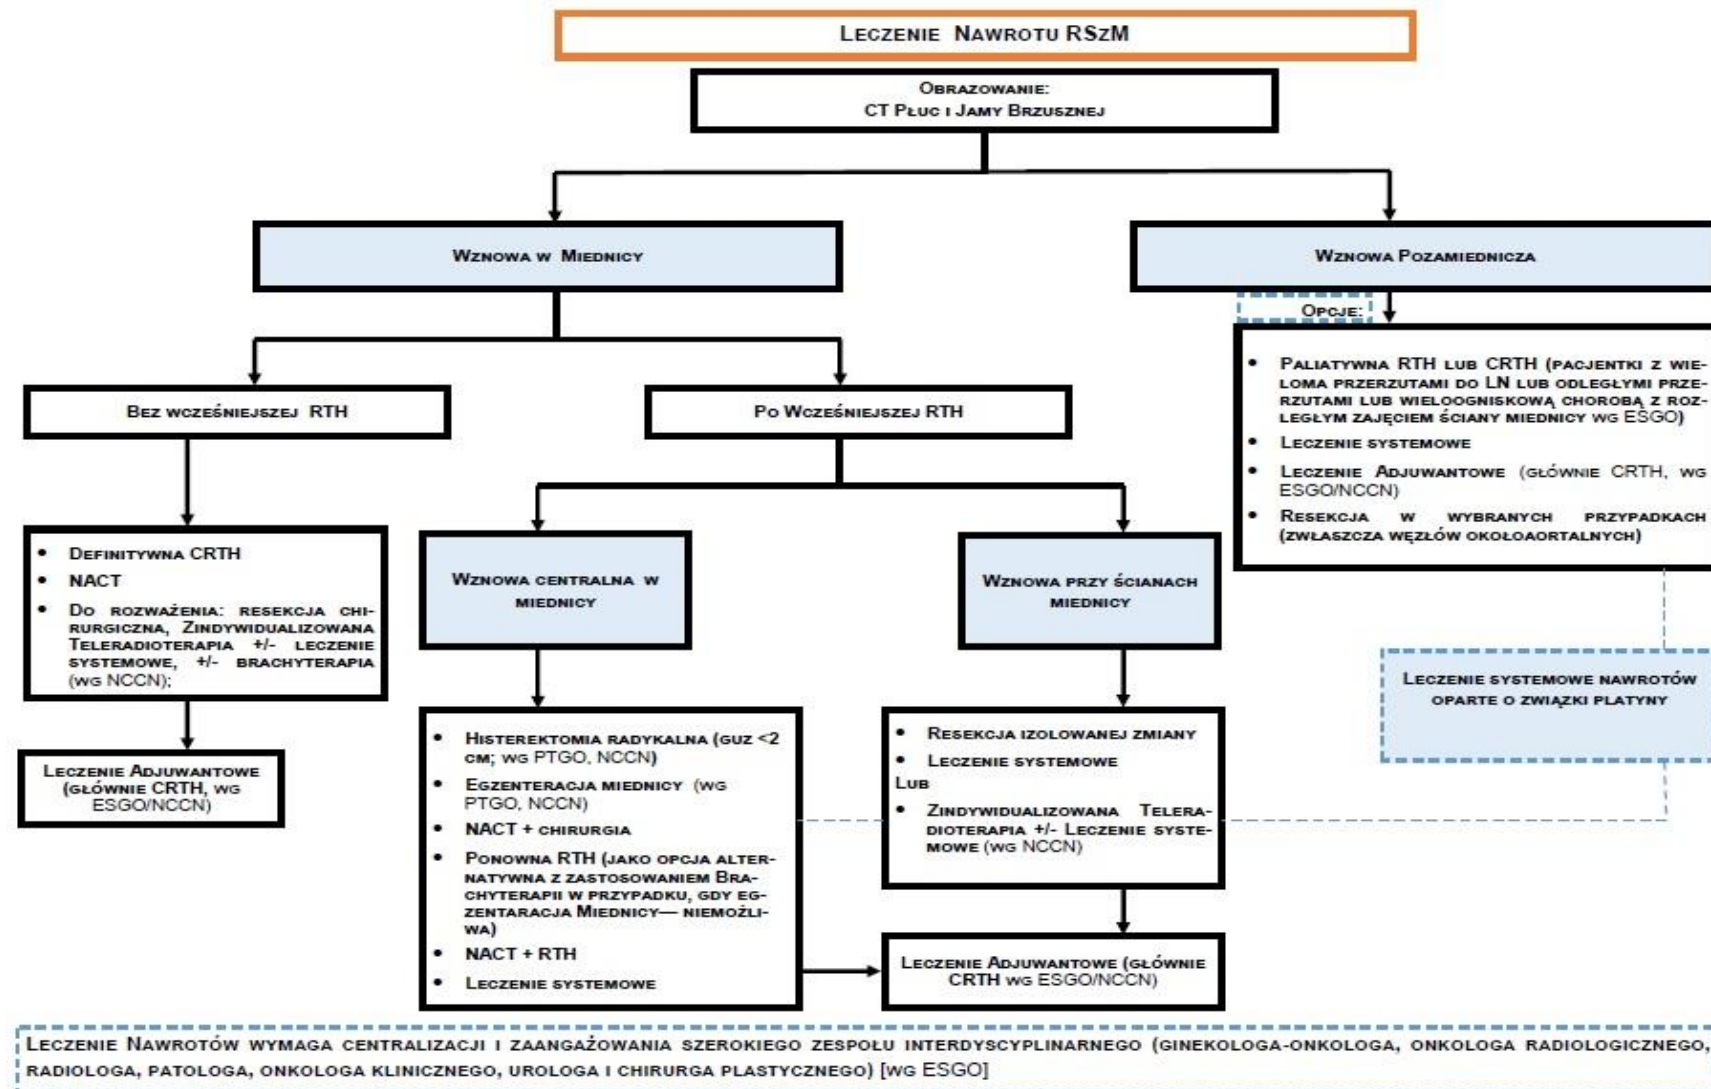 LECZENIE NAWROTU RSZM
OBRAZOWANIE:
CT PŁUC I JAMY BRZUSZNEJ
WZNOWA W MIEDNICY
WZNOWA POZAMIEDNICZA
OPCJE:
• PALIATYWNA RTH LUB CRTH (PACJENTKI Z WIE-
LOMA PRZERZUTAMI DO LN LUB ODLEGŁYMI PRZE-
RZUTAMI LUB WIELOOGNISKOWĄ CHOROBĄ Z ROZ-
LEGŁYM ZAJĘCIEM ŚCIANY MIEDNICY WG ESGO)
• LECZENIE SYSTEMOWE
• LECZENIE ADJUWANTOWE (GŁÓWNIE CRTH, WG
ESGO/NCCN)
• RESEKCJA W WYBRANYCH PRZYPADKACH
(ZWŁASZCZA WĘZŁÓW OKOŁOAORTALNYCH)
BEZ WCZEŚNIEJSZEJ RTH
PO WCZEŚNIEJSZEJ RTH
• DEFINITYWNA CRTH
• NACT
• DO ROZWAŻENIA: RESEKCJA CHI-
RURGICZNA, ZINDYWIDUALIZOWANA
TELERADIOTERAPIA +/- LECZENIE
SYSTEMOWE, +/- BRACHYTERAPIA
(WG NCCN);
WZNOWA CENTRALNA W
MIEDNICY
WZNOWA PRZY ŚCIANACH
MIEDNICY
LECZENIE SYSTEMOWE NAWROTÓW
OPARTE O ZWIĄZKI PLATYNY
LECZENIE ADJUWANTOWE
(GŁÓWNIE CRTH, WG
ESGO/NCCN)
• HISTEREKTOMIA RADYKALNA (GUZ <2
CM; WG PTGO, NCCN)
• EGZENTERACJA MIEDNICY (WG
PTGO, NCCN)
• NACT + CHIRURGIA
• PONOWNA RTH (JAKO OPCJA ALTER-
NATYWNA Z ZASTOSOWANIEM BRA-
CHYTERAPII W PRZYPADKU, GDY EG-
ZENTARACJA MIEDNICY— NIEMOŻLI-
WA)
• NACT + RTH
• LECZENIE SYSTEMOWE
• RESEKCJA IZOLOWANEJ ZMIANY
• LECZENIE SYSTEMOWE
LUB
• ZINDYWIDUALIZOWANA TELERA-
DIOTERAPIA +/- LECZENIE SYSTE-
MOWE (WG NCCN)
LECZENIE ADJUWANTOWE (GŁÓWNIE
CRTH WG ESGO/NCCN)
LECZENIE NAWROTÓW WYMAGA CENTRALIZACJI I ZAANGAŻOWANIA SZEROKIEGO ZESPOŁU INTERDYSCYPLINARNEGO (GINEKOLOGA-ONKOLOGA, ONKOLOGA RADIOLOGICZNEGO,
RADIOLOGA, PATOLOGA, ONKOLOGA KLINICZNEGO, UROLOGA I CHIRURGA PLASTYCZNEGO) [WG ESGO]